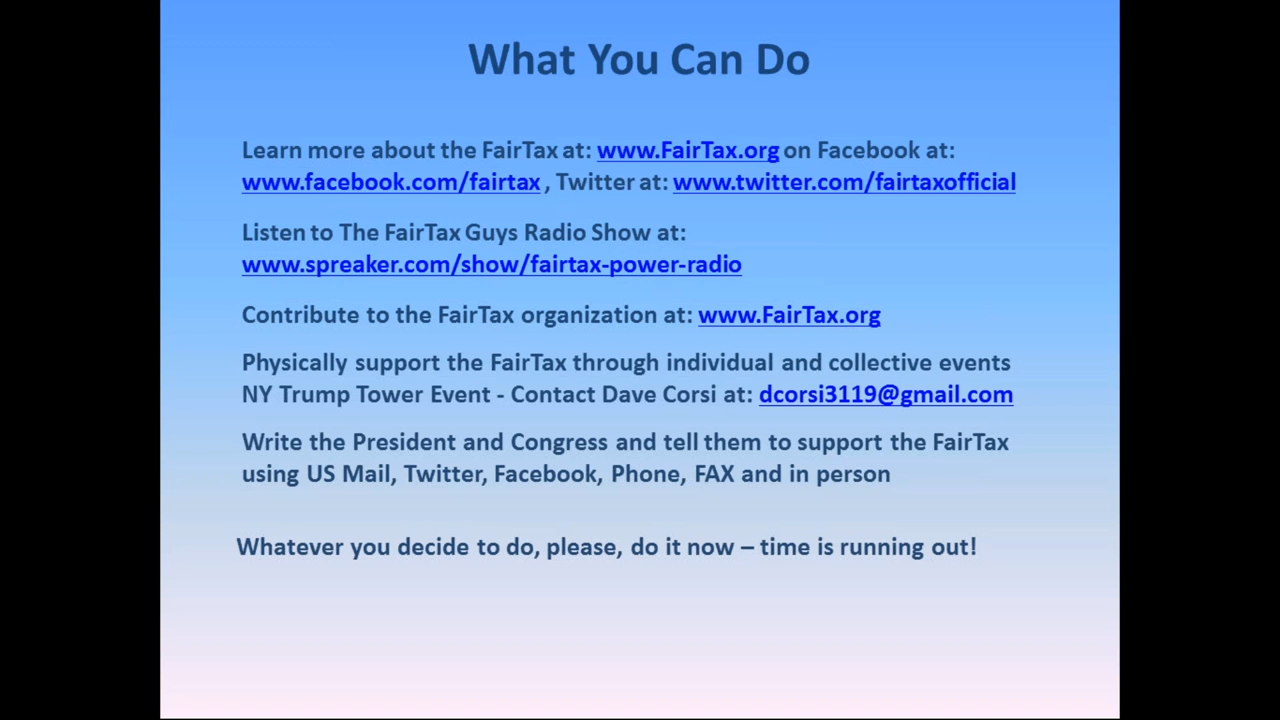 What You Can Do
Learn more about the FairTax at: www.FairTax.org on Facebook at:
www.facebook.com/fairtax , Twitter at: www.twitter.com/fairtaxofficial
Listen to The FairTax Guys Radio Show at:
www.spreaker.com/show/fairtax-power-radio
Contribute to the FairTax organization at: www.FairTax.org
Physically support the FairTax through individual and collective events
NY Trump Tower Event - Contact Dave Corsi at: dcorsi3119@gmail.com
Write the President and Congress and tell them to support the FairTax
using US Mail, Twitter, Facebook, Phone, FAX and in person
Whatever you decide to do, please, do it now – time is running out!